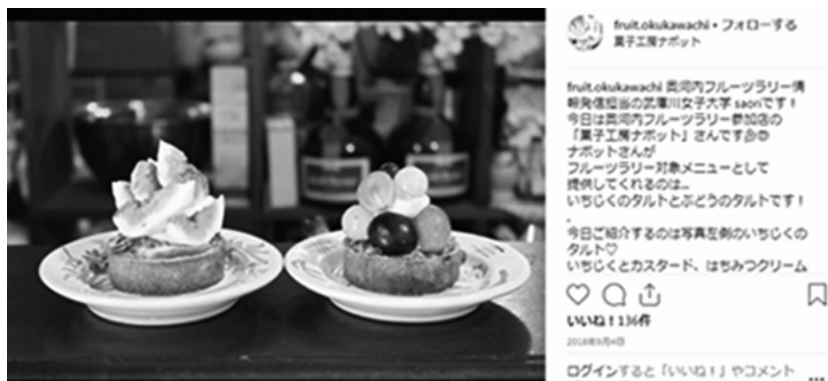 fruit.okukawachi • フォローする
菓子工房ナボット
fruit.okukawachi 奥河内フルーツラリー情
報発信担当の武庫川女子大学 saoriです！
今日は奥河内フルーツラリー参加店の
「菓子工房ナボット」さんです
ナボットさんが
フルーツラリー対象メニューとして
提供してくれるのは...
いちじくのタルトとぶどうのタルトです！
.
今日ご紹介するのは写真左側のいちじくの
タルト♡
いちじくとカスタード、はちみつクリーム
いいね！136件
2018年9月4日
ログインすると「いいね！」やコメント